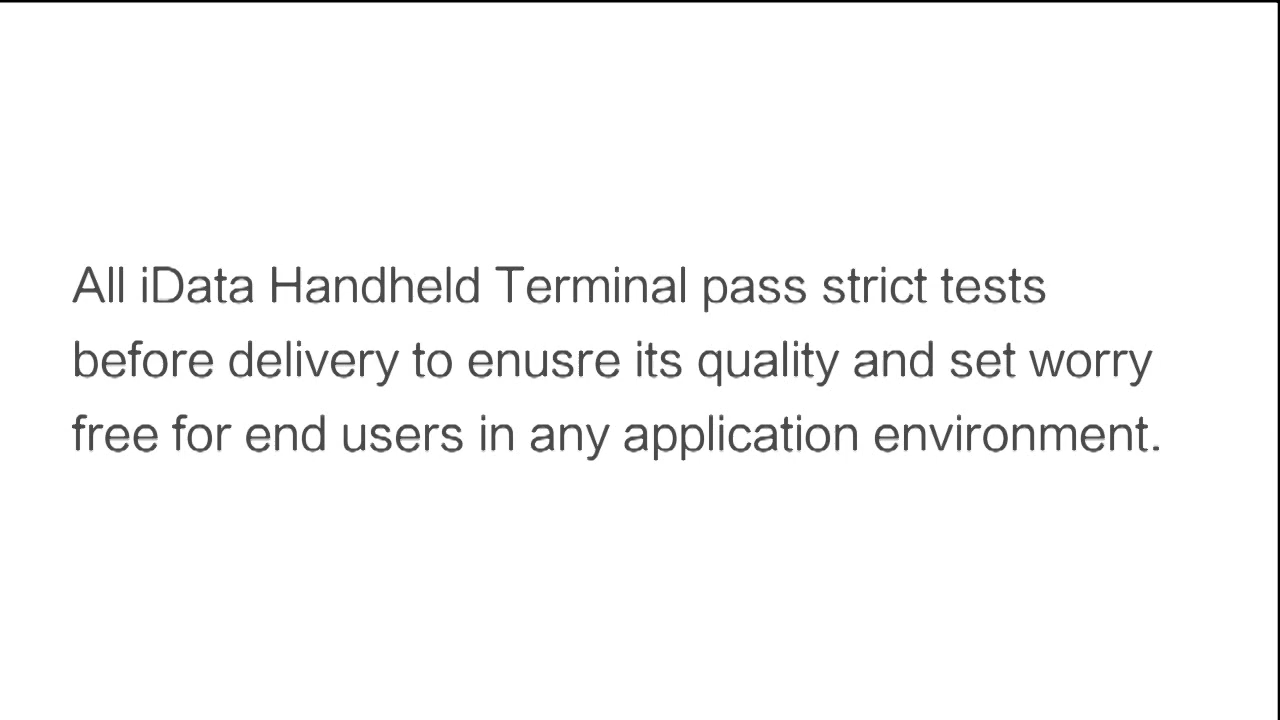 All iData Handheld Terminal pass strict tests
before delivery to enusre its quality and set worry
free for end users in any application environment.